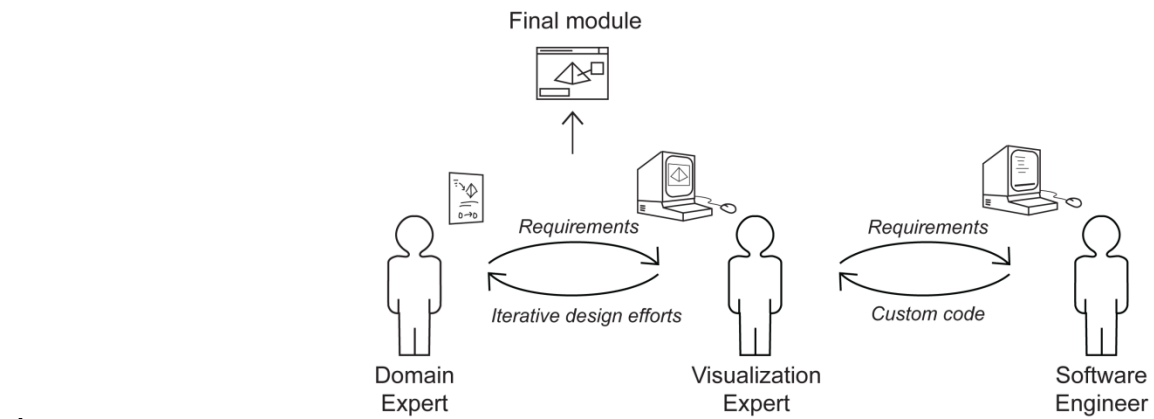 Final module
Requirements
Requirements
Iterative design efforts
Custom code
Domain
Expert
Visualization
Expert
Software
Engineer